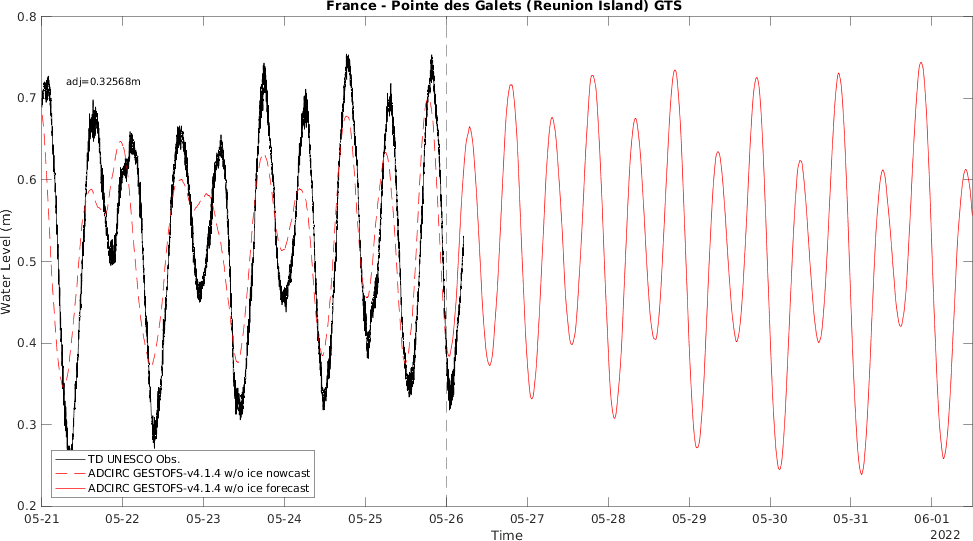 France - Pointe des Galets (Reunion Island) GTS
0.8
0.7
0.6
0.5
0.4
0.3
0.2
Water Level (m)
adj=0.32568m
TD UNESCO Obs.
ADCIRC GESTOFS-v4.1.4 w/o ice nowcast
ADCIRC GESTOFS-v4.1.4 w/o ice forecast
05-21 05-22 05-23 05-24 05-25 05-26 05-27 05-28 05-29 05-30 05-31 06-01
2022
Time